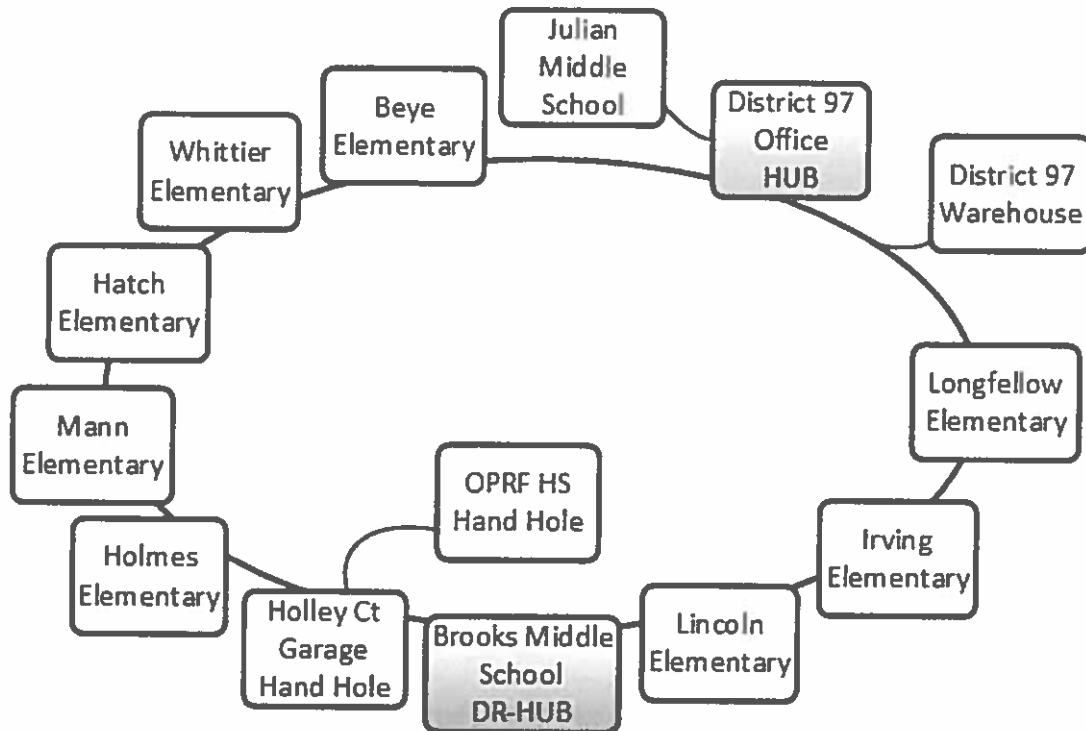 Julian
Middle
School
Beye
Elementary
District 97
Office
HUB
Whittier
Elementary
District 97
Warehouse
Hatch
Elementary
Longfellow
Elementary
Mann
Elementary
OPRF HS
Hand Hole
Irving
Elementary
Holmes
Elementary
Holley Ct
Garage
Hand Hole
Brooks Middle
School
DR-HUB
Lincoln
Elementary